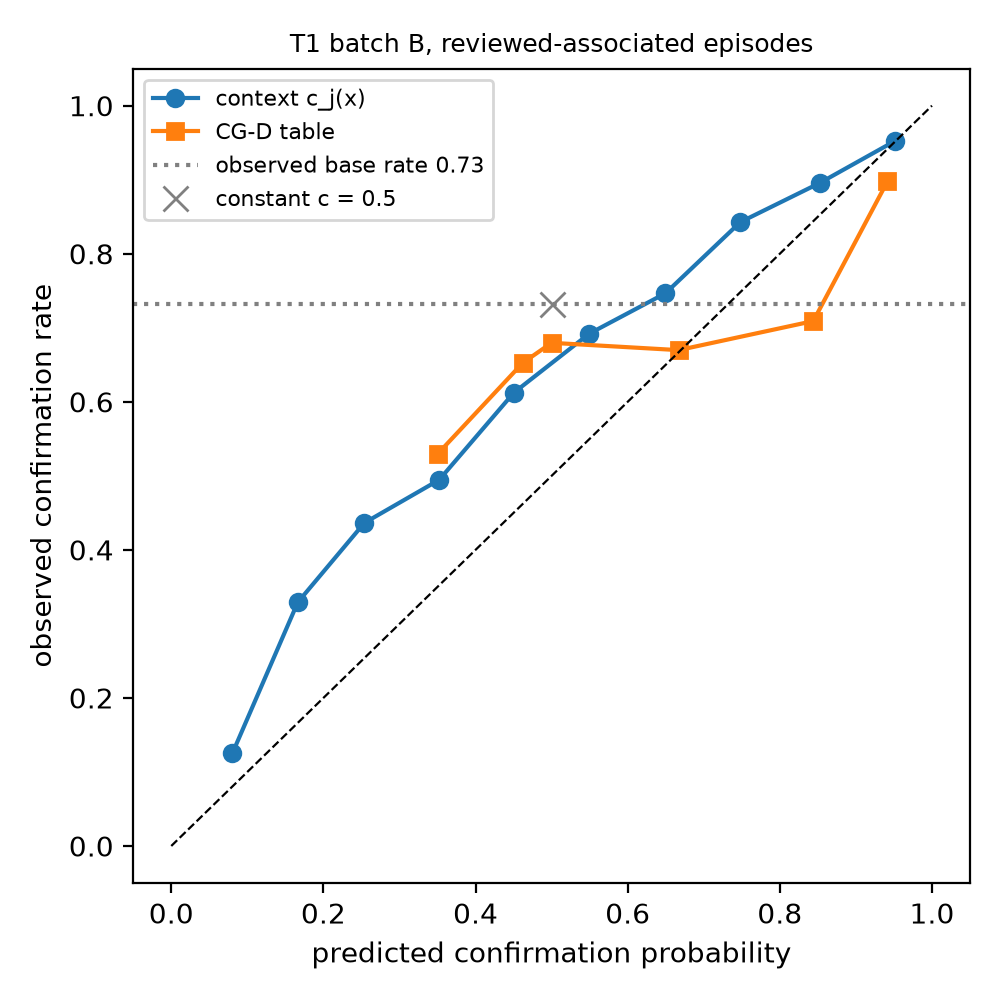 T1 batch B, reviewed-associated episodes
context c_j(x)
CG-D table
observed base rate 0.73
constant c = 0.5
observed confirmation rate
1.0
0.8
0.6
0.4
0.2
0.0
0.0 0.2 0.4 0.6 0.8 1.0
predicted confirmation probability